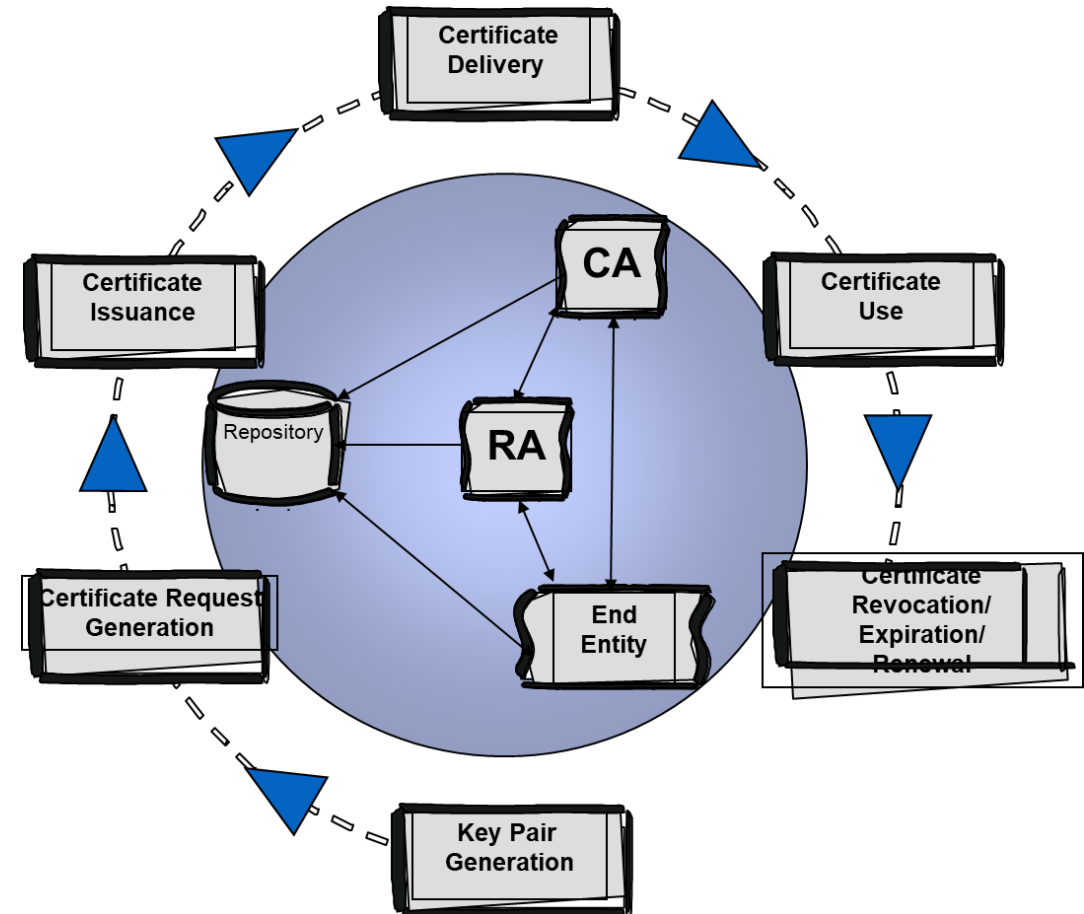 Certificate
Delivery
Certificate
Issuance
CA
Certificate
Use
Repository
RA
Certificate Request
Generation
End
Entity
Certificate
Revocation/
Expiration/
Renewal
Key Pair
Generation